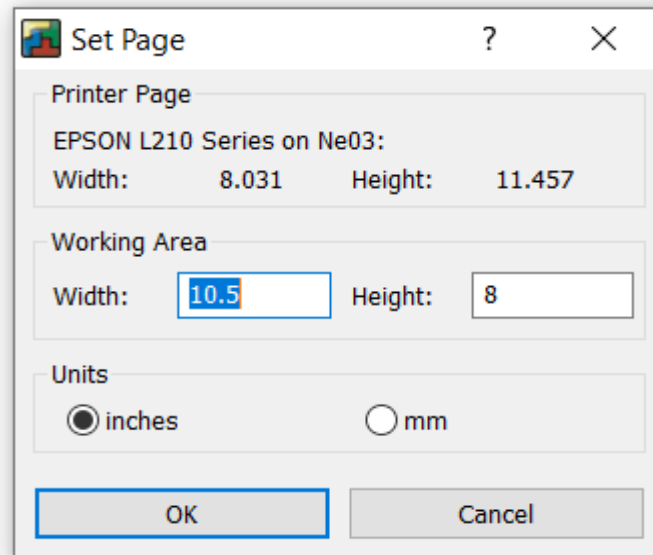 Set Page ?
Printer Page
EPSON L210 Series on Ne03:
Width: 8.031 Height: 11.457
Working Area
Width: 10.5 Height: 8
Units
inches mm
OK Cancel